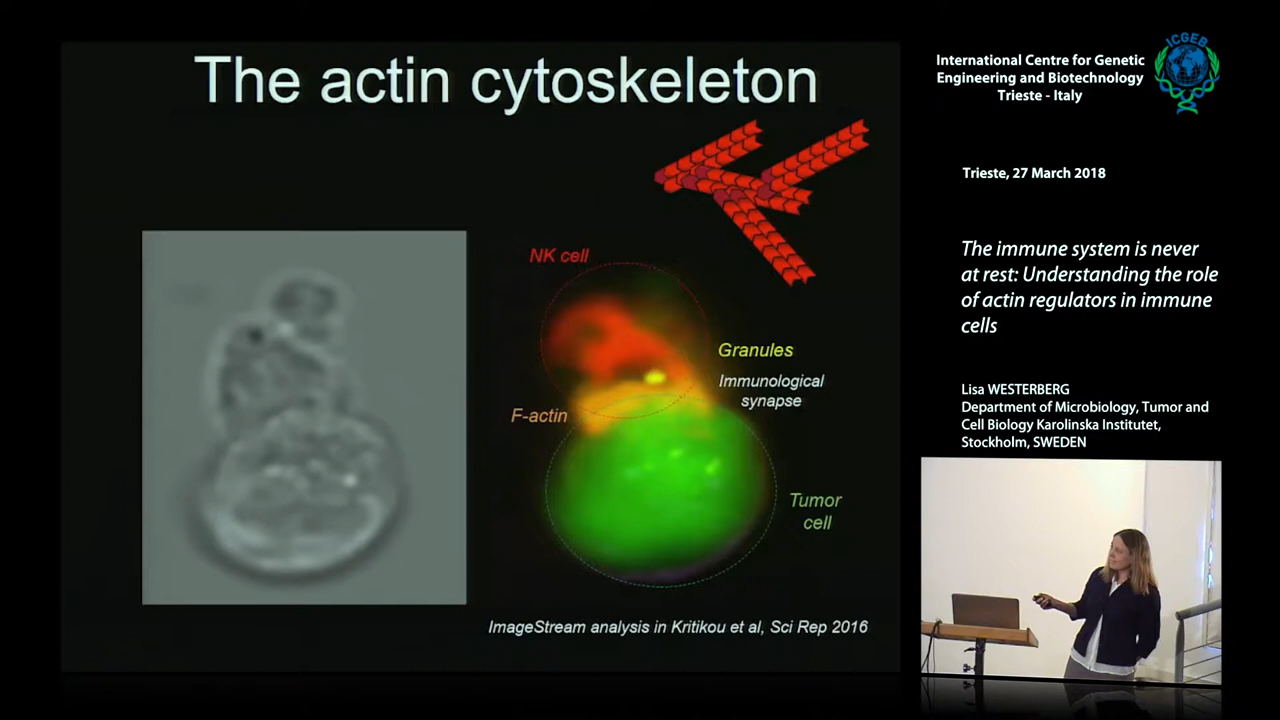 The actin cytoskeleton
NK cell
Granules
Immunological
synapse
F-actin
Tumor
cell
ImageStream analysis in Kritikou et al, Sci Rep 2016
International Centre for Genetic
Engineering and Biotechnology
Trieste - Italy
ICGEB
Trieste, 27 March 2018
The immune system is never
at rest: Understanding the role
of actin regulators in immune
cells
Lisa WESTERBERG
Department of Microbiology, Tumor and
Cell Biology Karolinska Institutet,
Stockholm, SWEDEN